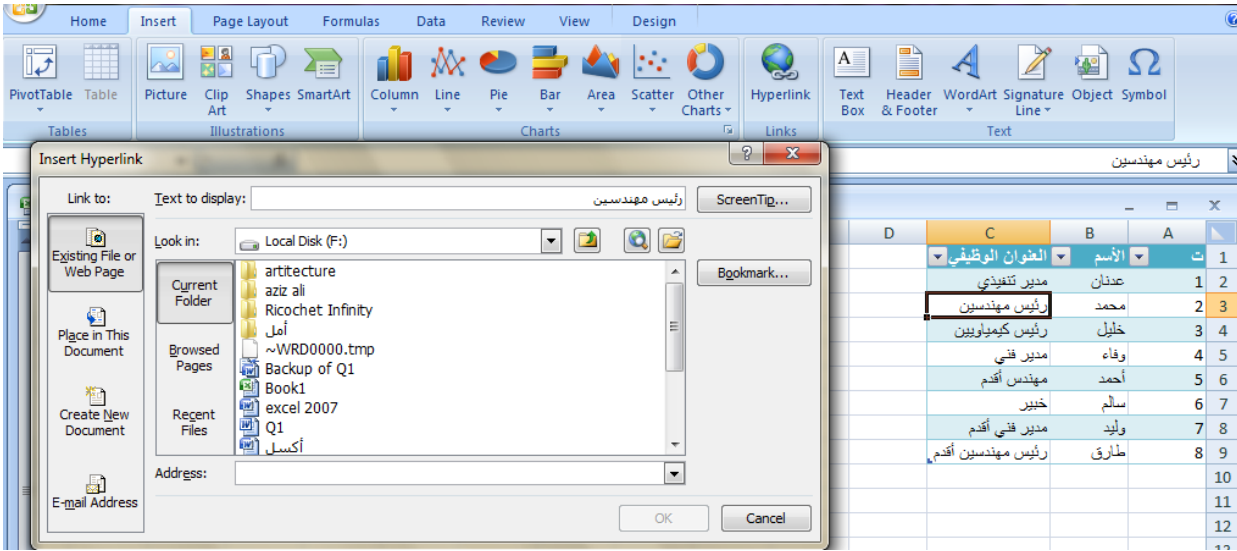 Home Insert Page Layout Formulas Data Review View Design
PivotTable Table Picture Clip Art Shapes SmartArt Column Line Pie Bar Area Scatter Other Charts Hyperlink Text Box Header & Footer WordArt Signature Line Object Symbol
Tables Illustrations Charts Links Text
رئيس مهندسين
Insert Hyperlink
Link to:
Text to display: رئيس مهندسين
ScreenTip...
Existing File or Web Page
Place in This Document
Create New Document
E-mail Address
Look in: Local Disk (F:)
Bookmark...
Current Folder
Browsed Pages
Recent Files
artitecture
aziz ali
Ricochet Infinity
أمل
~WRD0000.tmp
Backup of Q1
Book1
excel 2007
Q1
أكسل
Address:
OK Cancel
D C B A
1 ت الأسم العنوان الوظيفي
2 1 عدنان مدير تنفيذي
3 2 محمد رئيس مهندسين
4 3 خليل رئيس كيمياويين
5 4 وفاء مدير فني
6 5 أحمد مهندس أقدم
7 6 سالم خبير
8 7 وليد مدير فني أقدم
9 8 طارق رئيس مهندسين أقدم
10
11
12